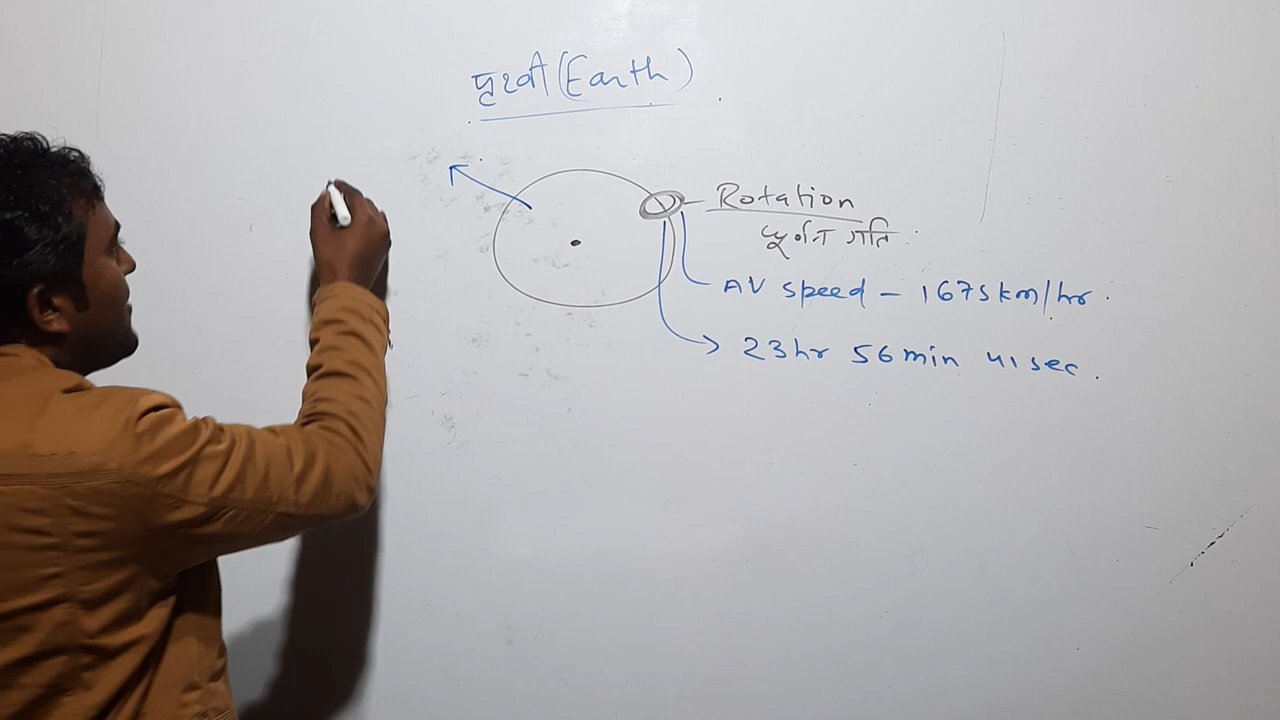 पृथ्वी (Earth)
Rotation
घूर्णन गति
AV speed – 1675 km/hr.
23 hr 56 min 41 sec.